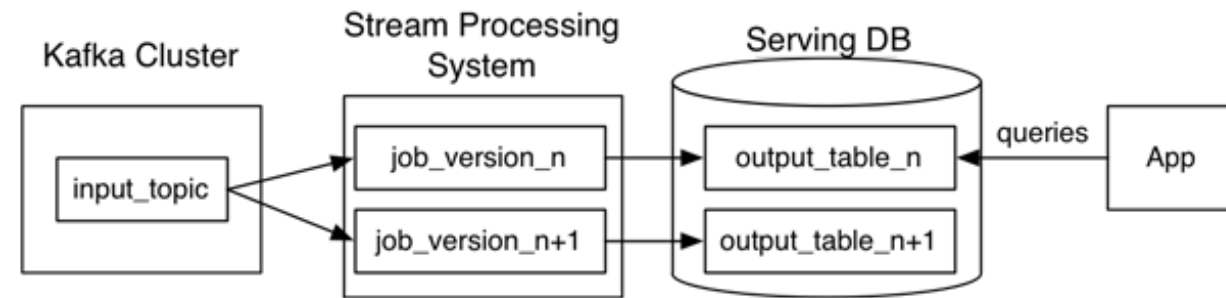 Kafka Cluster
Stream Processing
System
Serving DB
input_topic
job_version_n
job_version_n+1
output_table_n
output_table_n+1
queries
App